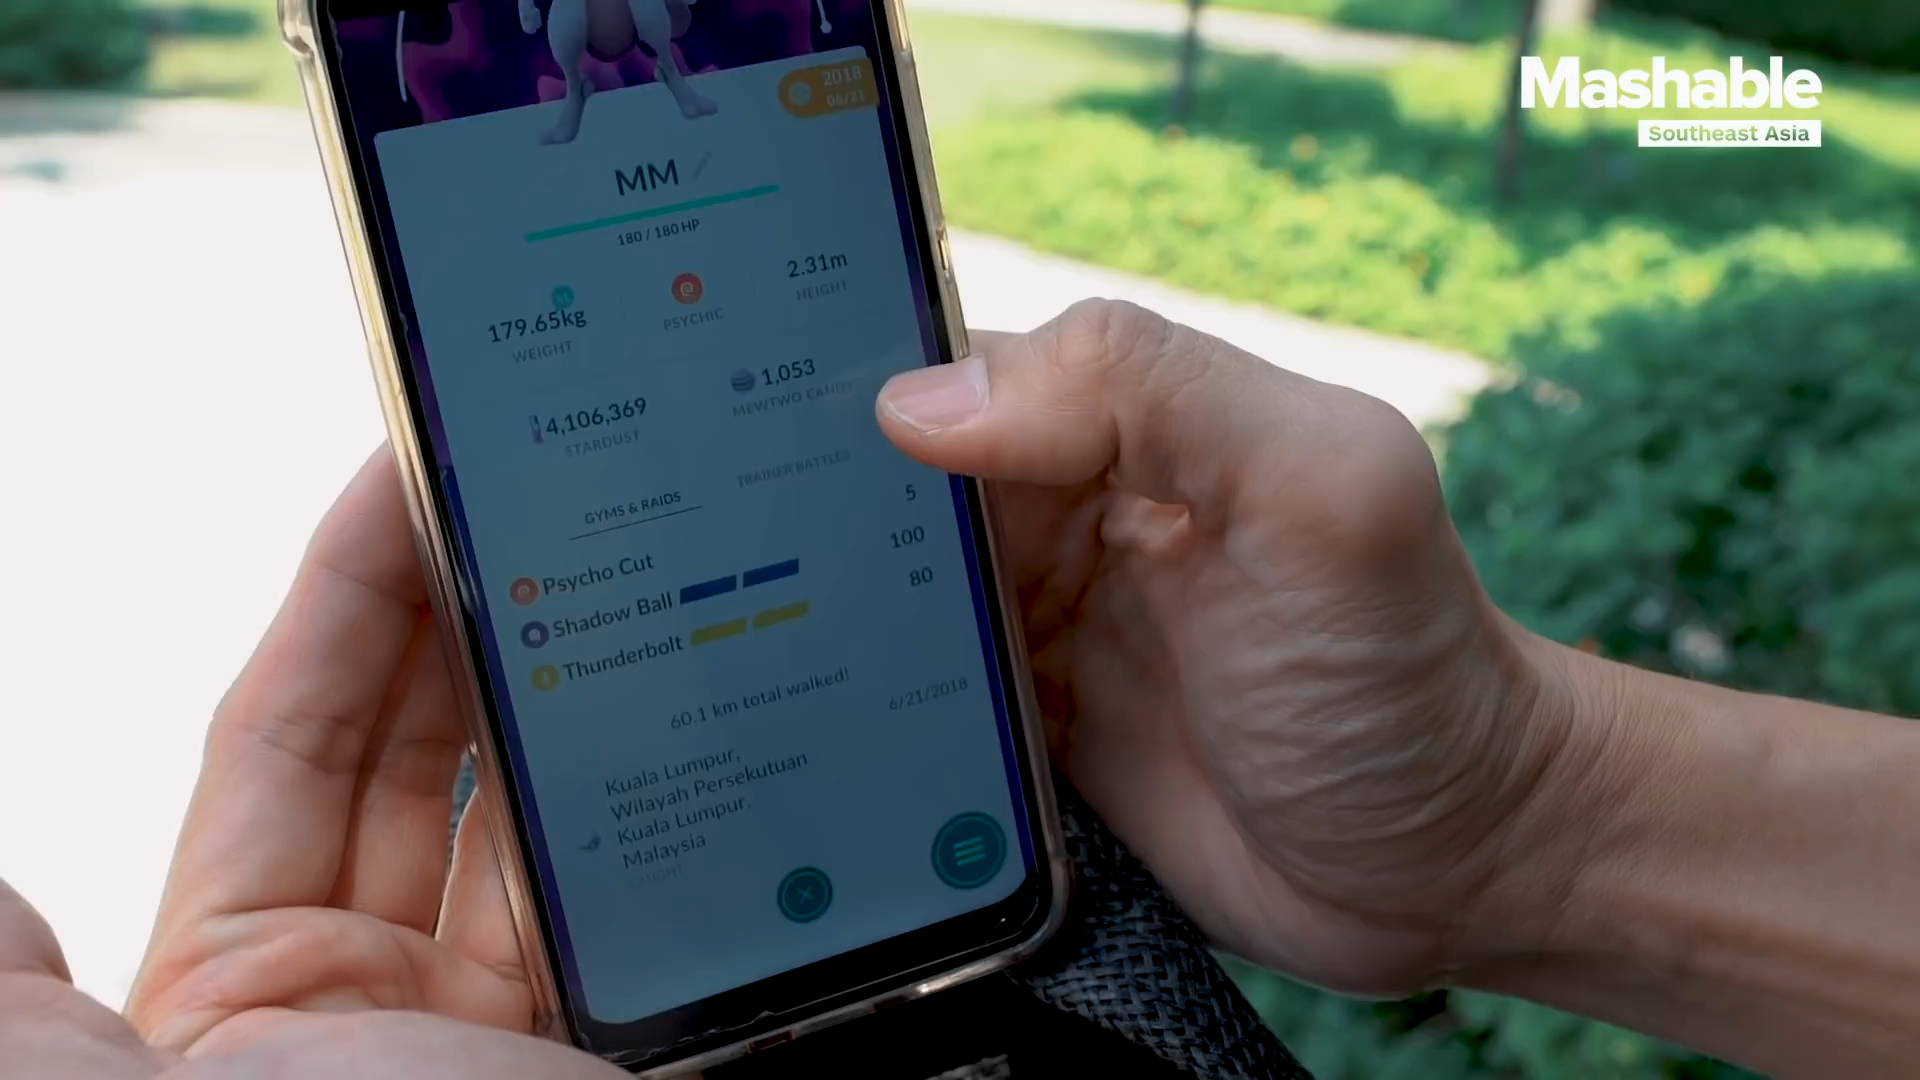 Mashable
Southeast Asia
2018
06/21
MM
180 / 180 HP
XL
179.65kg
WEIGHT
PSYCHIC
2.31m
HEIGHT
4,106,369
STARDUST
1,053
MEWTWO CANDY
GYMS & RAIDS
TRAINER BATTLES
Psycho Cut 5
Shadow Ball 100
Thunderbolt 80
60.1 km total walked!
6/21/2018
Kuala Lumpur,
Wilayah Persekutuan
Kuala Lumpur,
Malaysia
CAUGHT